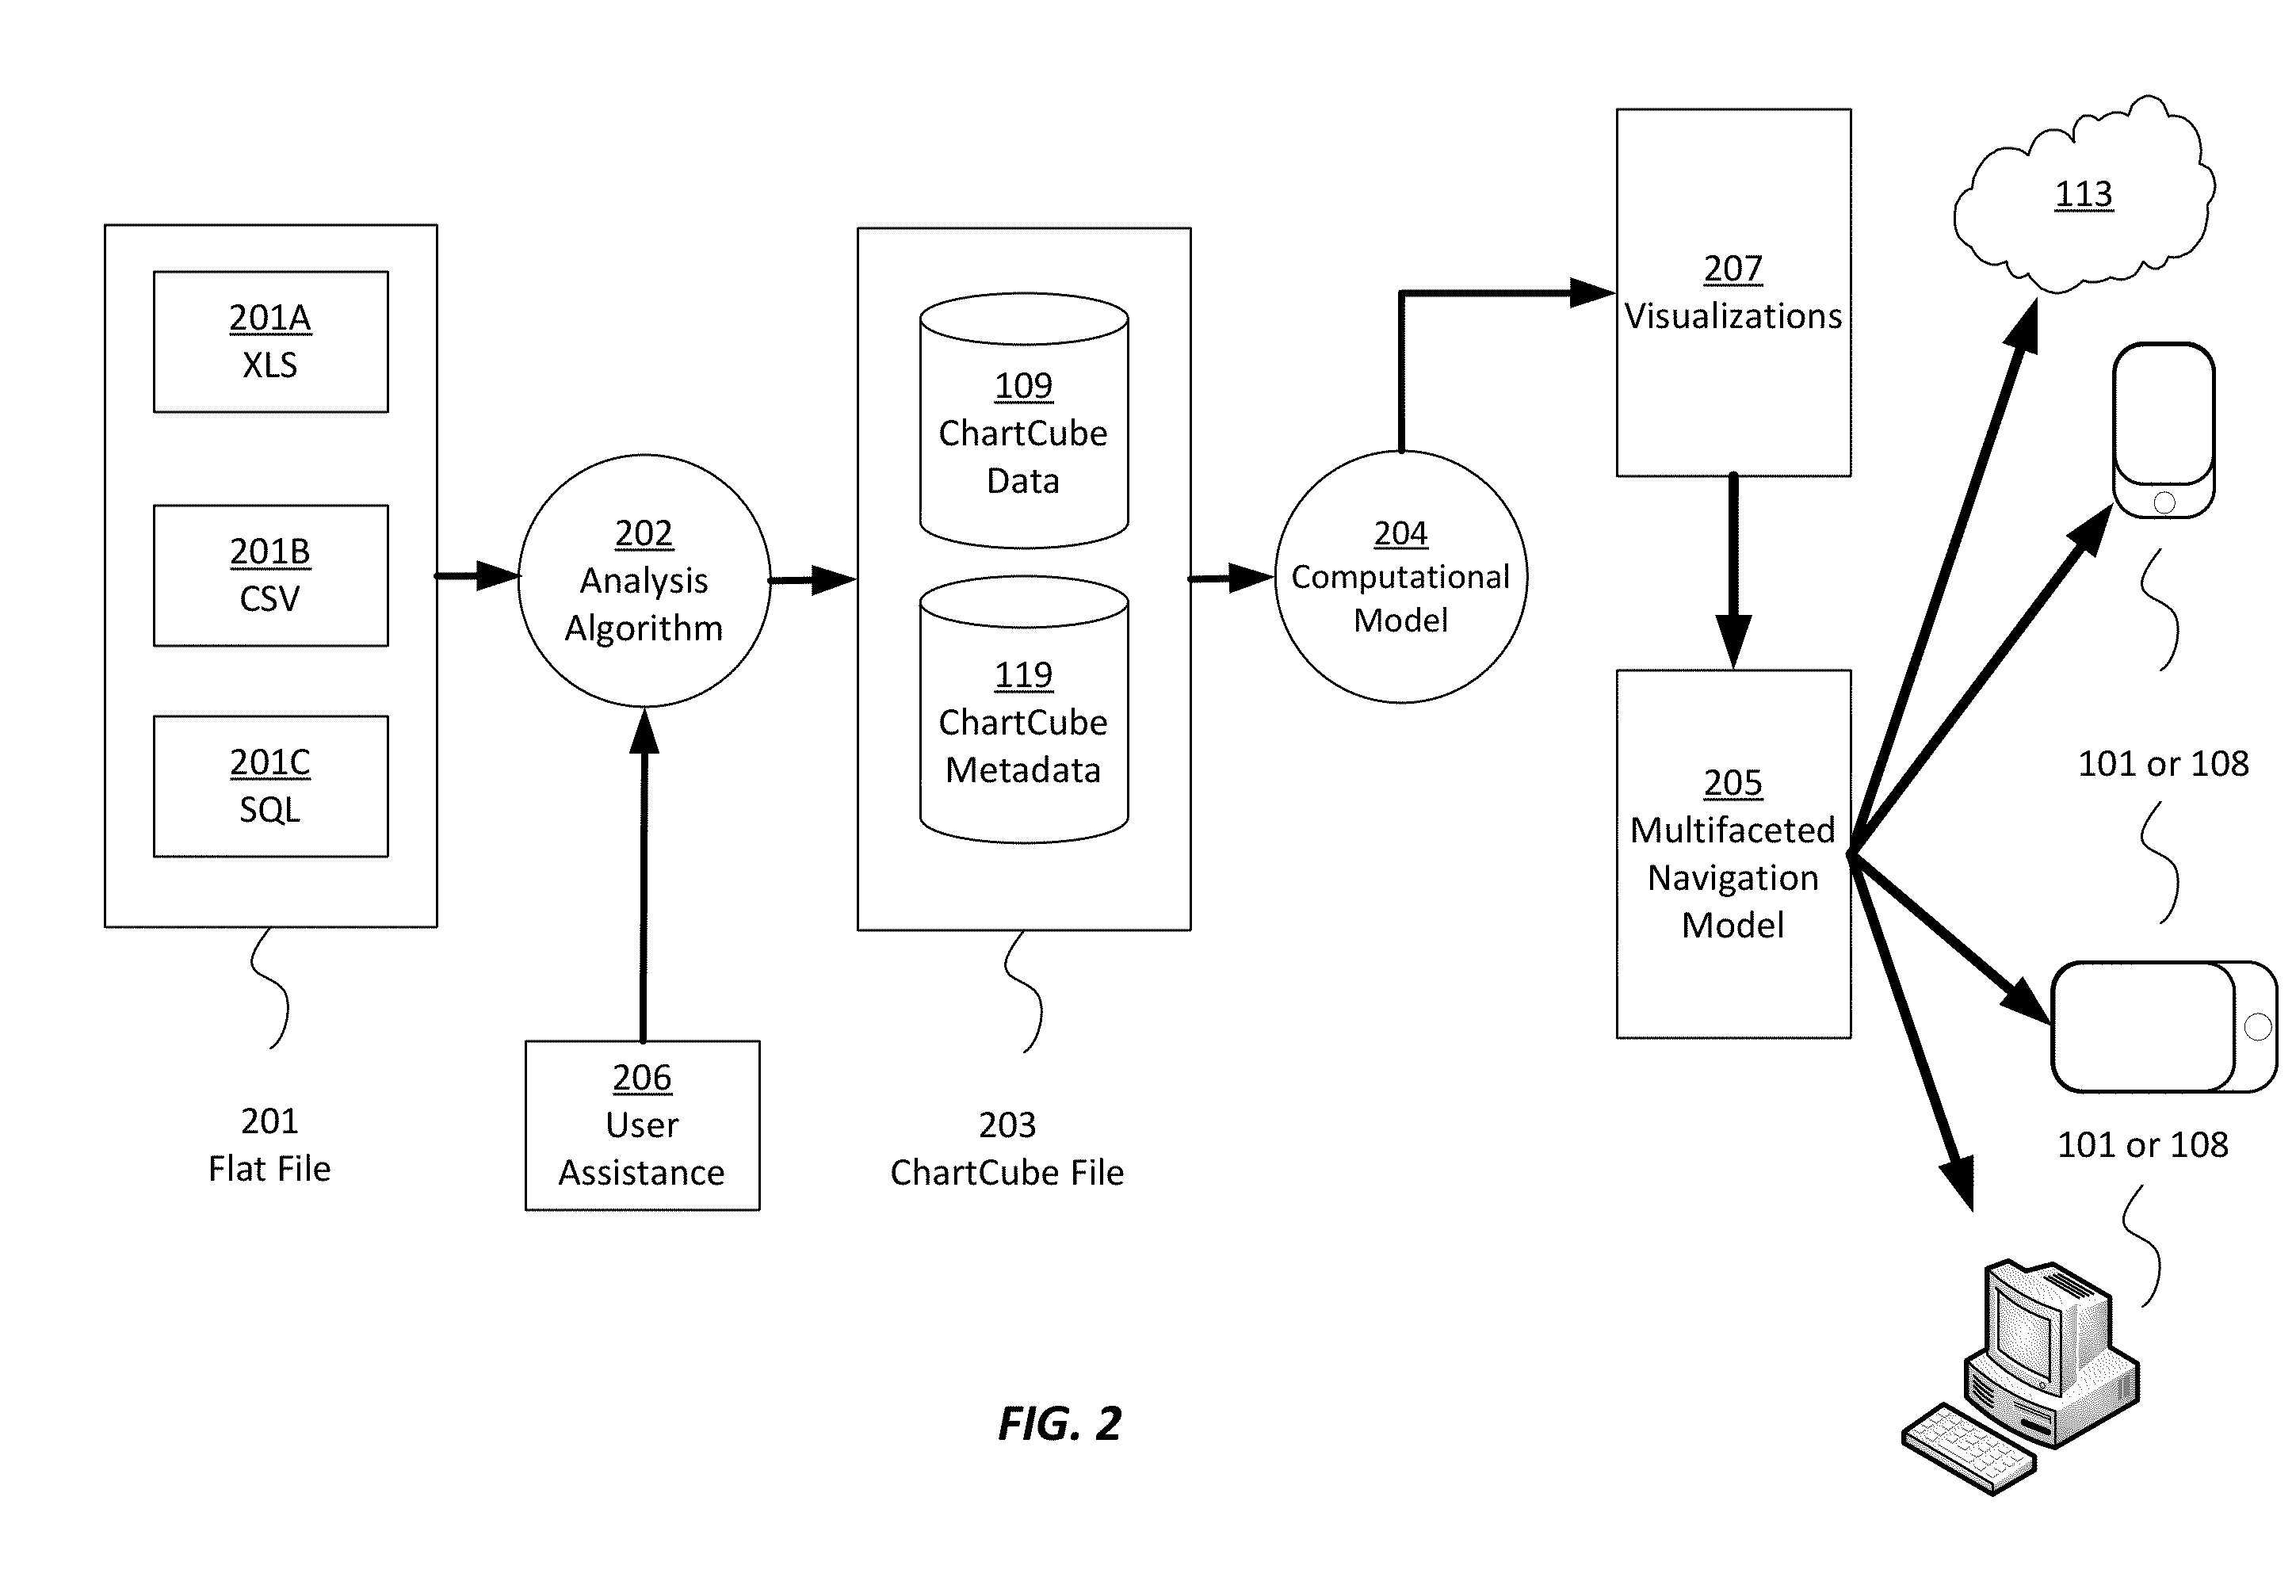 201A
XLS
201B
CSV
201C
SQL
201
Flat File
202
Analysis
Algorithm
206
User
Assistance
109
ChartCube
Data
119
ChartCube
Metadata
203
ChartCube File
204
Computational
Model
207
Visualizations
205
Multifaceted
Navigation
Model
113
101 or 108
101 or 108
FIG. 2